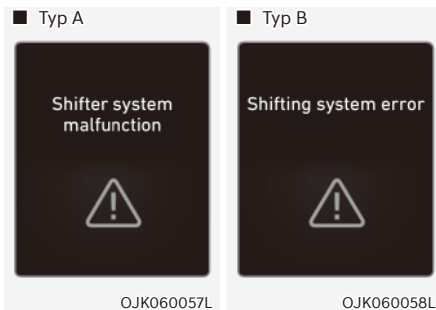 ■ Typ A
Shifter system
malfunction
OJK060057L
■ Typ B
Shifting system error
OJK060058L